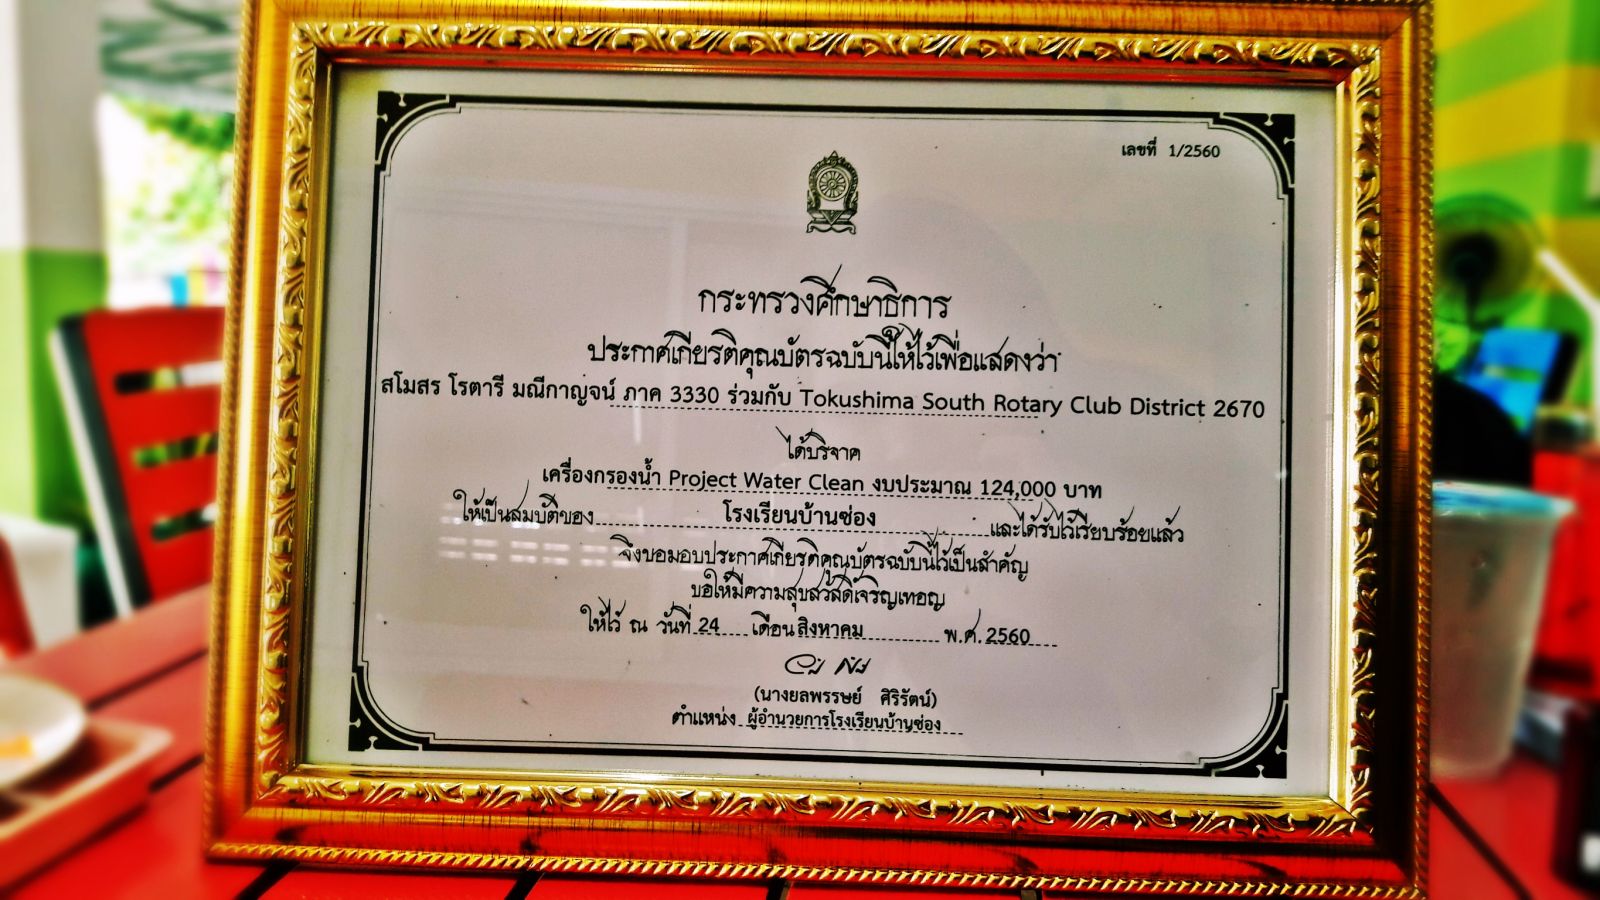 เลขที่ 1/2560
กระทรวงศึกษาธิการ
ประกาศเกียรติคุณบัตรฉบับนี้ให้ไว้เพื่อแสดงว่า
สโมสร โรตารี มณีกาญจน์ ภาค 3330 ร่วมกับ Tokushima South Rotary Club District 2670
ได้บริจาค
เครื่องกรองน้ำ Project Water Clean งบประมาณ 124,000 บาท
ให้เป็นสมบัติของ โรงเรียนบ้านซ่อง และได้รับไว้เรียบร้อยแล้ว
จึงขอมอบประกาศเกียรติคุณบัตรฉบับนี้ไว้เป็นสำคัญ
ขอให้มีความสุขสวัสดิ์เจริญเทอญ
ให้ไว้ ณ วันที่ 24 เดือน สิงหาคม พ.ศ. 2560
(นางยลพรรษย์ ศิริรัตน์)
ตำแหน่ง ผู้อำนวยการโรงเรียนบ้านซ่อง